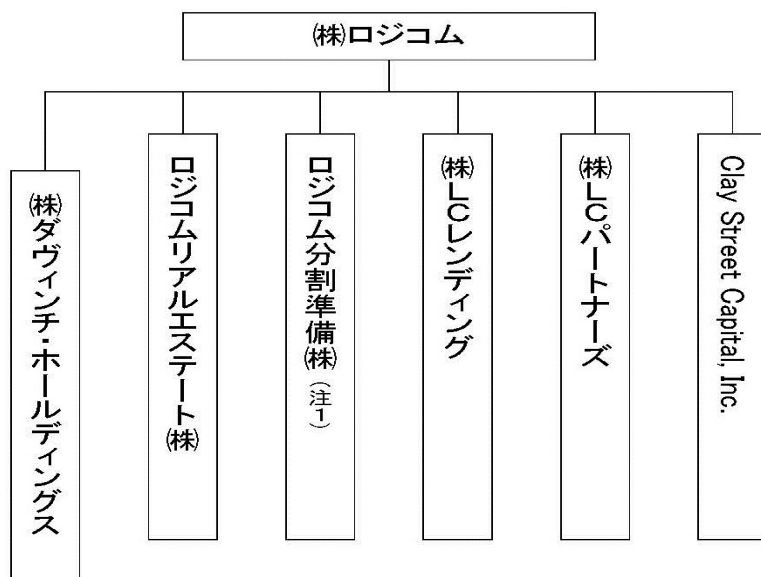 ㈱ロジコム
㈱ダヴィンチ・ホールディングス
ロジコムリアルエステート㈱
ロジコム分割準備㈱（注1）
㈱LCレンディング
㈱LCパートナーズ
Clay Street Capital, Inc.